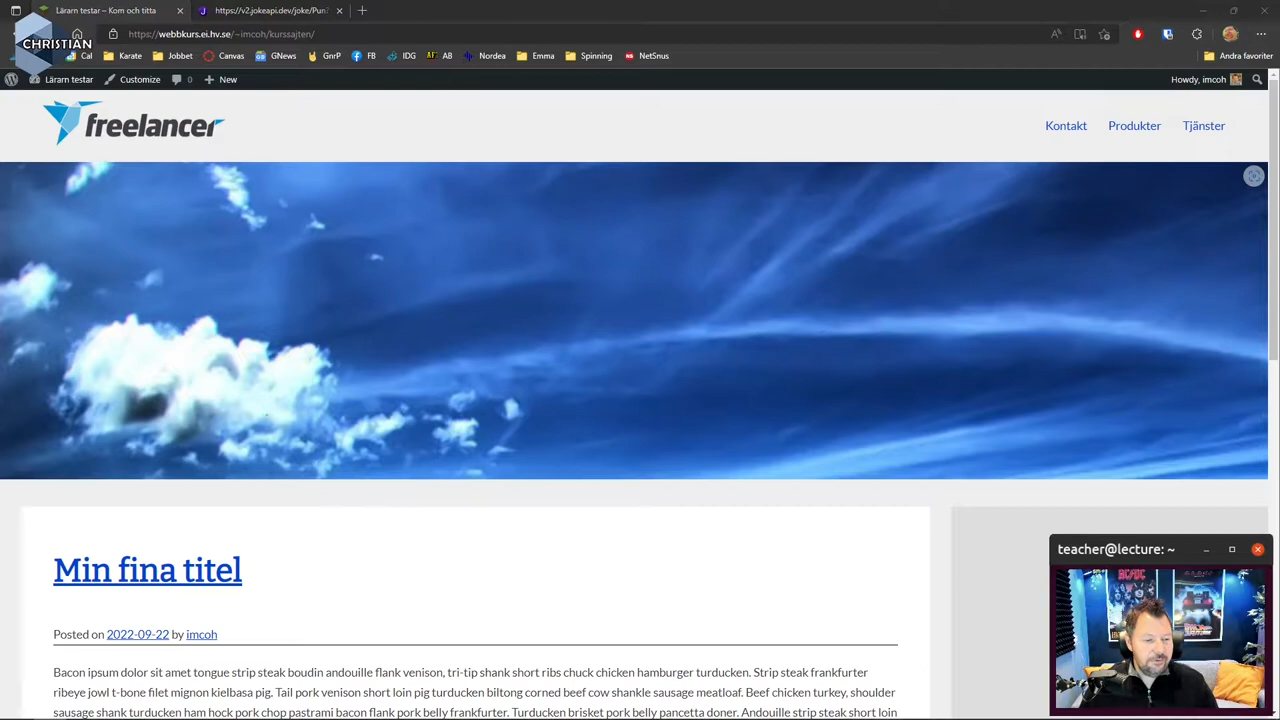 Lärarn testar ~ Kom och titta
https://v2.jokeapi.dev/joke/Pun?
CHRISTIAN
https://webbkurs.ei.hv.se/~imcoh/kurssajten/
Cal
Karate
Jobbet
Canvas
GNews
GnrP
FB
IDG
AF AB
Nordea
Emma
Spinning
NS NetSnus
Andra favoriter
Lärarn testar
Customize
0
New
Howdy, imcoh
freelancer
Kontakt
Produkter
Tjänster
Min fina titel
teacher@lecture: ~
AC/DC
Posted on 2022-09-22 by imcoh
Bacon ipsum dolor sit amet tongue strip steak boudin andouille flank venison, tri-tip shank short ribs chuck chicken hamburger turducken. Strip steak frankfurter
ribeye jowl t-bone filet mignon kielbasa pig. Tail pork venison short loin pig turducken biltong corned beef cow shankle sausage meatloaf. Beef chicken turkey, shoulder
sausage shank turducken ham hock pork chop pastrami bacon flank pork belly frankfurter. Turducken brisket pork belly pancetta doner. Andouille strip steak short loin